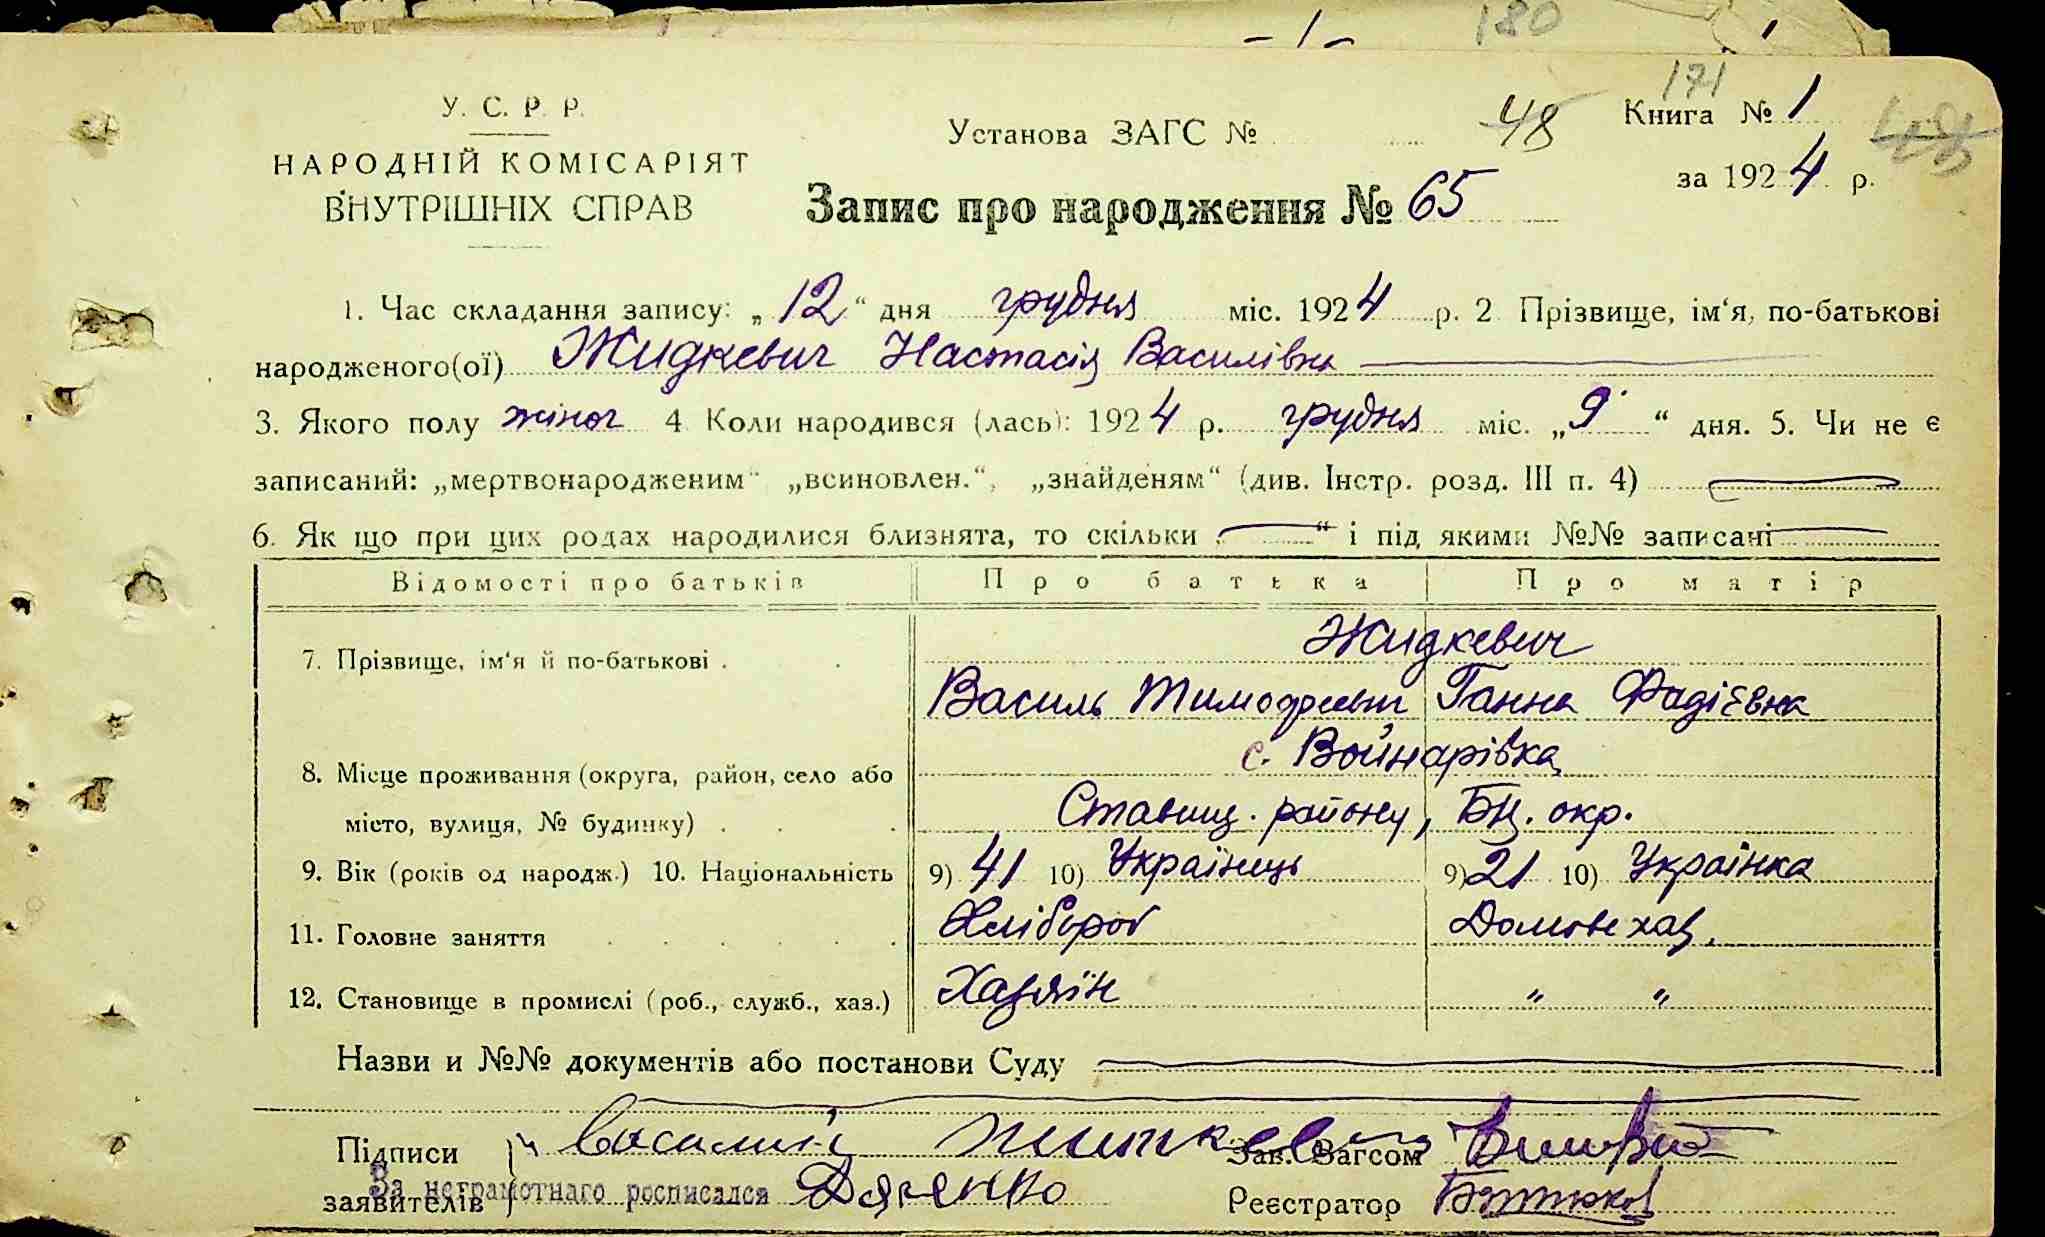 - 1 - 180
171
У. С. Р. Р.
НАРОДНІЙ КОМІСАРІЯТ
ВНУТРІШНІХ СПРАВ
Установа ЗАГС № 48
Книга № 1
за 1924 р.
Запис про народження № 65
1. Час складання запису: „12“ дня грудня міс. 1924 р. 2. Прізвище, ім‘я, по-батькові
народженого(ої) Жидкевич Настасія Василівна
3. Якого полу жіноч 4. Коли народився (лась): 1924 р. грудня міс. „9“ дня. 5. Чи не є
записаний: „мертвонародженим“ „всиновлен.“, „знайденям“ (див. Інстр. розд. III п. 4)
6. Як що при цих родах народилися близнята, то скільки “ і під якими №№ записані
Відомості про батьків Про батька Про матір
Жидкевич
7. Прізвище, ім‘я й по-батькові .
Василь Тимофеевич Ганна Фадієвна
с. Войнарівка
8. Місце проживання (округа, район, село або
місто, вулиця, № будинку) . Ставищ. району, БЦ. окр.
9. Вік (років од народж.) 10. Національність 9) 41 10) Українець 9) 21 10) Українка
11. Головне заняття Хлібороб Домовехаз.
12. Становище в промислі (роб., служб., хаз.) Хазяїн " "
Назви и №№ документів або постанови Суду
Підписи Василий Зав. Загсом
За неграмотнаго росписался
заявителів Реєстратор